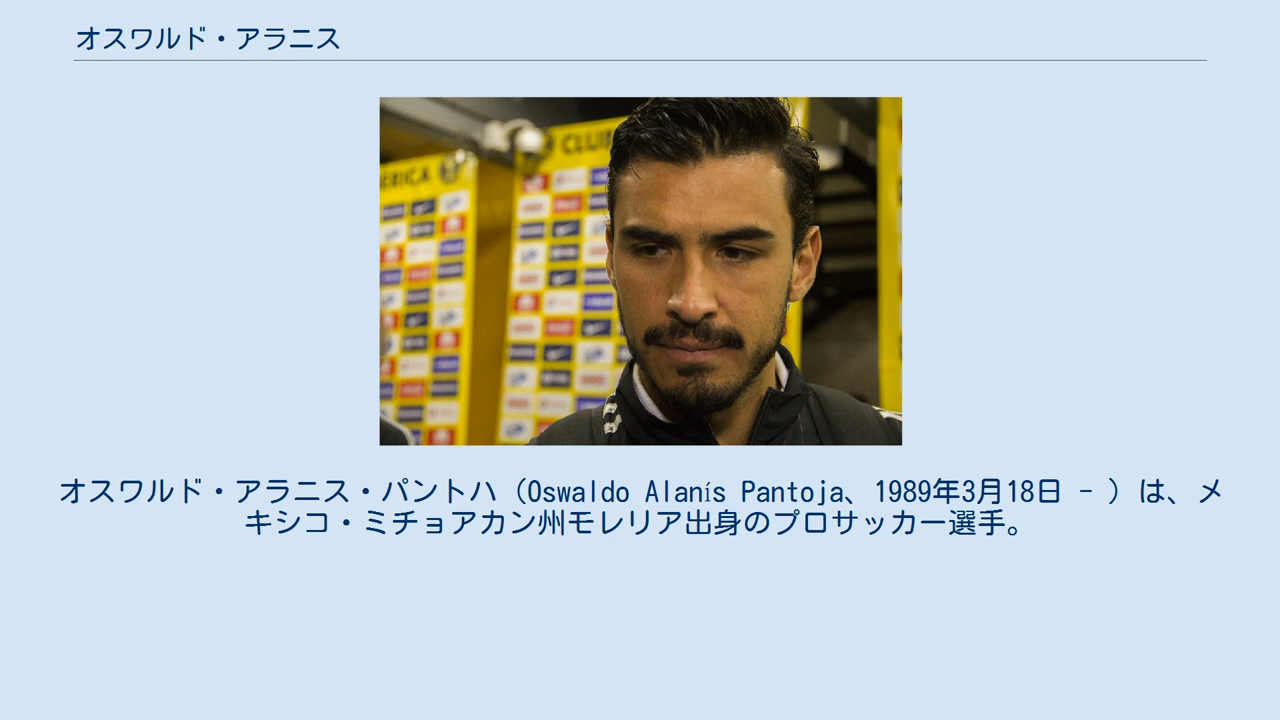 オスワルド・アラニス
ERICA
CLUB
オスワルド・アラニス・パントハ（Oswaldo Alanís Pantoja、1989年3月18日 - ）は、メ
キシコ・ミチョアカン州モレリア出身のプロサッカー選手。